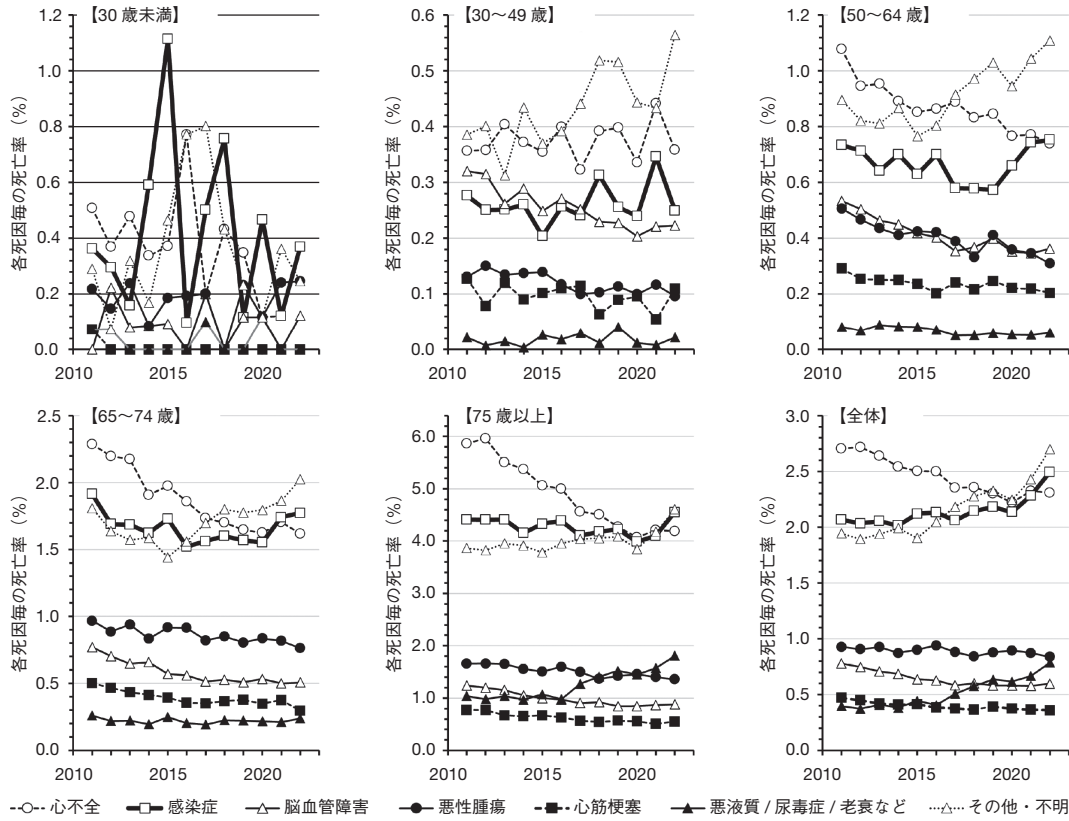 【30 歳未満】
各死因毎の死亡率（%）
1.2
1.0
0.8
0.6
0.4
0.2
0.0
2010 2015 2020
【30～49 歳】
各死因毎の死亡率（%）
0.6
0.5
0.4
0.3
0.2
0.1
0.0
2010 2015 2020
【50～64 歳】
各死因毎の死亡率（%）
1.2
1.0
0.8
0.6
0.4
0.2
0.0
2010 2015 2020
【65～74 歳】
各死因毎の死亡率（%）
2.5
2.0
1.5
1.0
0.5
0.0
2010 2015 2020
【75 歳以上】
各死因毎の死亡率（%）
6.0
5.0
4.0
3.0
2.0
1.0
0.0
2010 2015 2020
【全体】
各死因毎の死亡率（%）
3.0
2.5
2.0
1.5
1.0
0.5
0.0
2010 2015 2020
心不全 感染症 脳血管障害 悪性腫瘍 心筋梗塞 悪液質 / 尿毒症 / 老衰など その他・不明